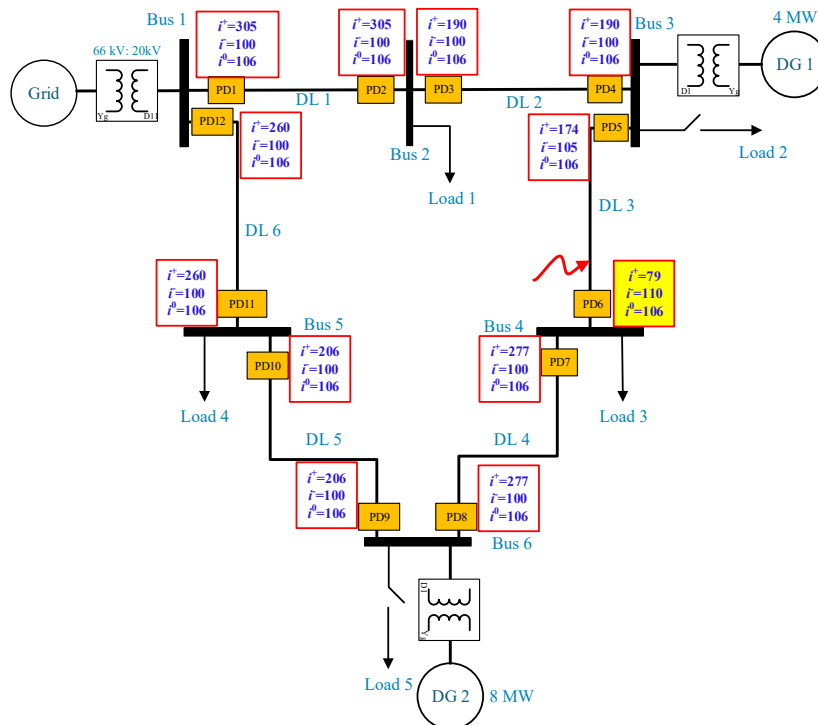 Bus 1
i⁺=305
i⁻=100
i⁰=106
i⁺=305
i⁻=100
i⁰=106
i⁺=190
i⁻=100
i⁰=106
i⁺=190
i⁻=100
i⁰=106
Bus 3
4 MW
66 kV: 20kV
Grid
Yg
D11
PD1
DL 1
PD2
PD3
DL 2
PD4
D1
Yg
DG 1
PD12
i⁺=260
i⁻=100
i⁰=106
Bus 2
Load 1
i⁺=174
i⁻=105
i⁰=106
PD5
Load 2
DL 6
DL 3
i⁺=260
i⁻=100
i⁰=106
PD11
PD6
i⁺=79
i⁻=110
i⁰=106
Bus 5
Bus 4
PD10
i⁺=206
i⁻=100
i⁰=106
i⁺=277
i⁻=100
i⁰=106
PD7
Load 4
Load 3
DL 5
DL 4
i⁺=206
i⁻=100
i⁰=106
PD9
PD8
i⁺=277
i⁻=100
i⁰=106
Bus 6
D1
Yg
Load 5
DG 2
8 MW